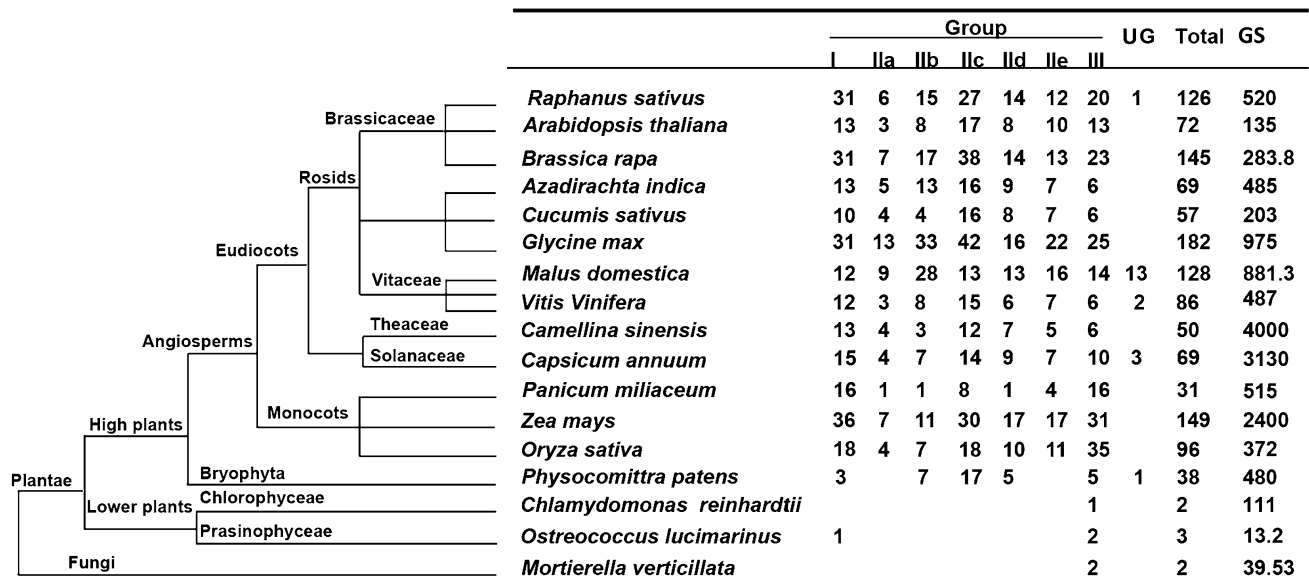 Group UG Total GS
I IIa IIb IIc IId IIe III
Raphanus sativus 31 6 15 27 14 12 20 1 126 520
Brassicaceae
Arabidopsis thaliana 13 3 8 17 8 10 13 72 135
Brassica rapa 31 7 17 38 14 13 23 145 283.8
Rosids
Azadirachta indica 13 5 13 16 9 7 6 69 485
Cucumis sativus 10 4 4 16 8 7 6 57 203
Glycine max 31 13 33 42 16 22 25 182 975
Eudiocots
Malus domestica 12 9 28 13 13 16 14 13 128 881.3
Vitaceae
Vitis Vinifera 12 3 8 15 6 7 6 2 86 487
Theaceae
Camellina sinensis 13 4 3 12 7 5 6 50 4000
Angiosperms
Solanaceae
Capsicum annuum 15 4 7 14 9 7 10 3 69 3130
Panicum miliaceum 16 1 1 8 1 4 16 31 515
Monocots
Zea mays 36 7 11 30 17 17 31 149 2400
High plants
Oryza sativa 18 4 7 18 10 11 35 96 372
Bryophyta
Physocomittra patens 3 7 17 5 5 1 38 480
Plantae
Chlorophyceae
Lower plants
Chlamydomonas reinhardtii 1 2 111
Prasinophyceae
Ostreococcus lucimarinus 1 2 3 13.2
Fungi
Mortierella verticillata 2 2 39.53